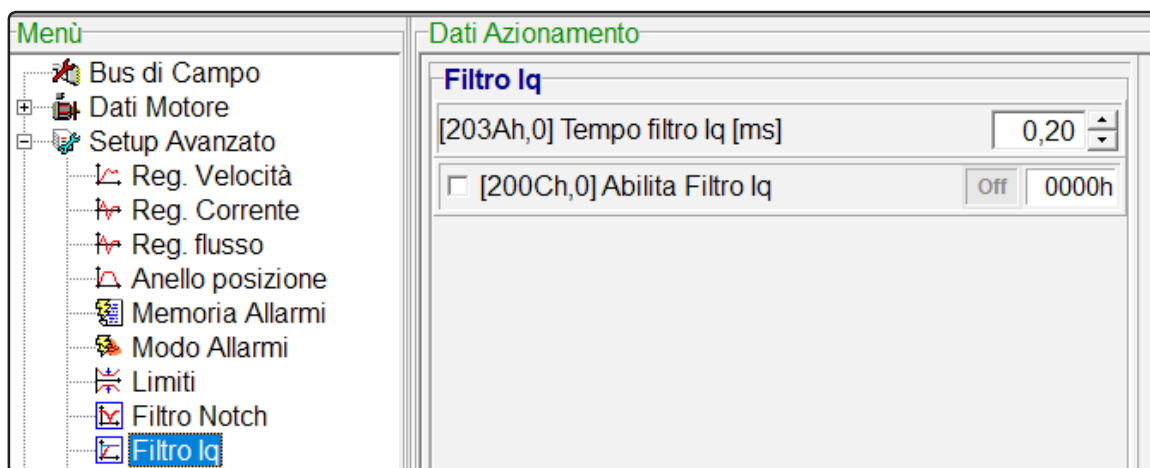 Menù
Bus di Campo
Dati Motore
Setup Avanzato
Reg. Velocità
Reg. Corrente
Reg. flusso
Anello posizione
Memoria Allarmi
Modo Allarmi
Limiti
Filtro Notch
Filtro Iq
Dati Azionamento
Filtro Iq
[203Ah,0] Tempo filtro Iq [ms] 0,20
[200Ch,0] Abilita Filtro Iq Off 0000h